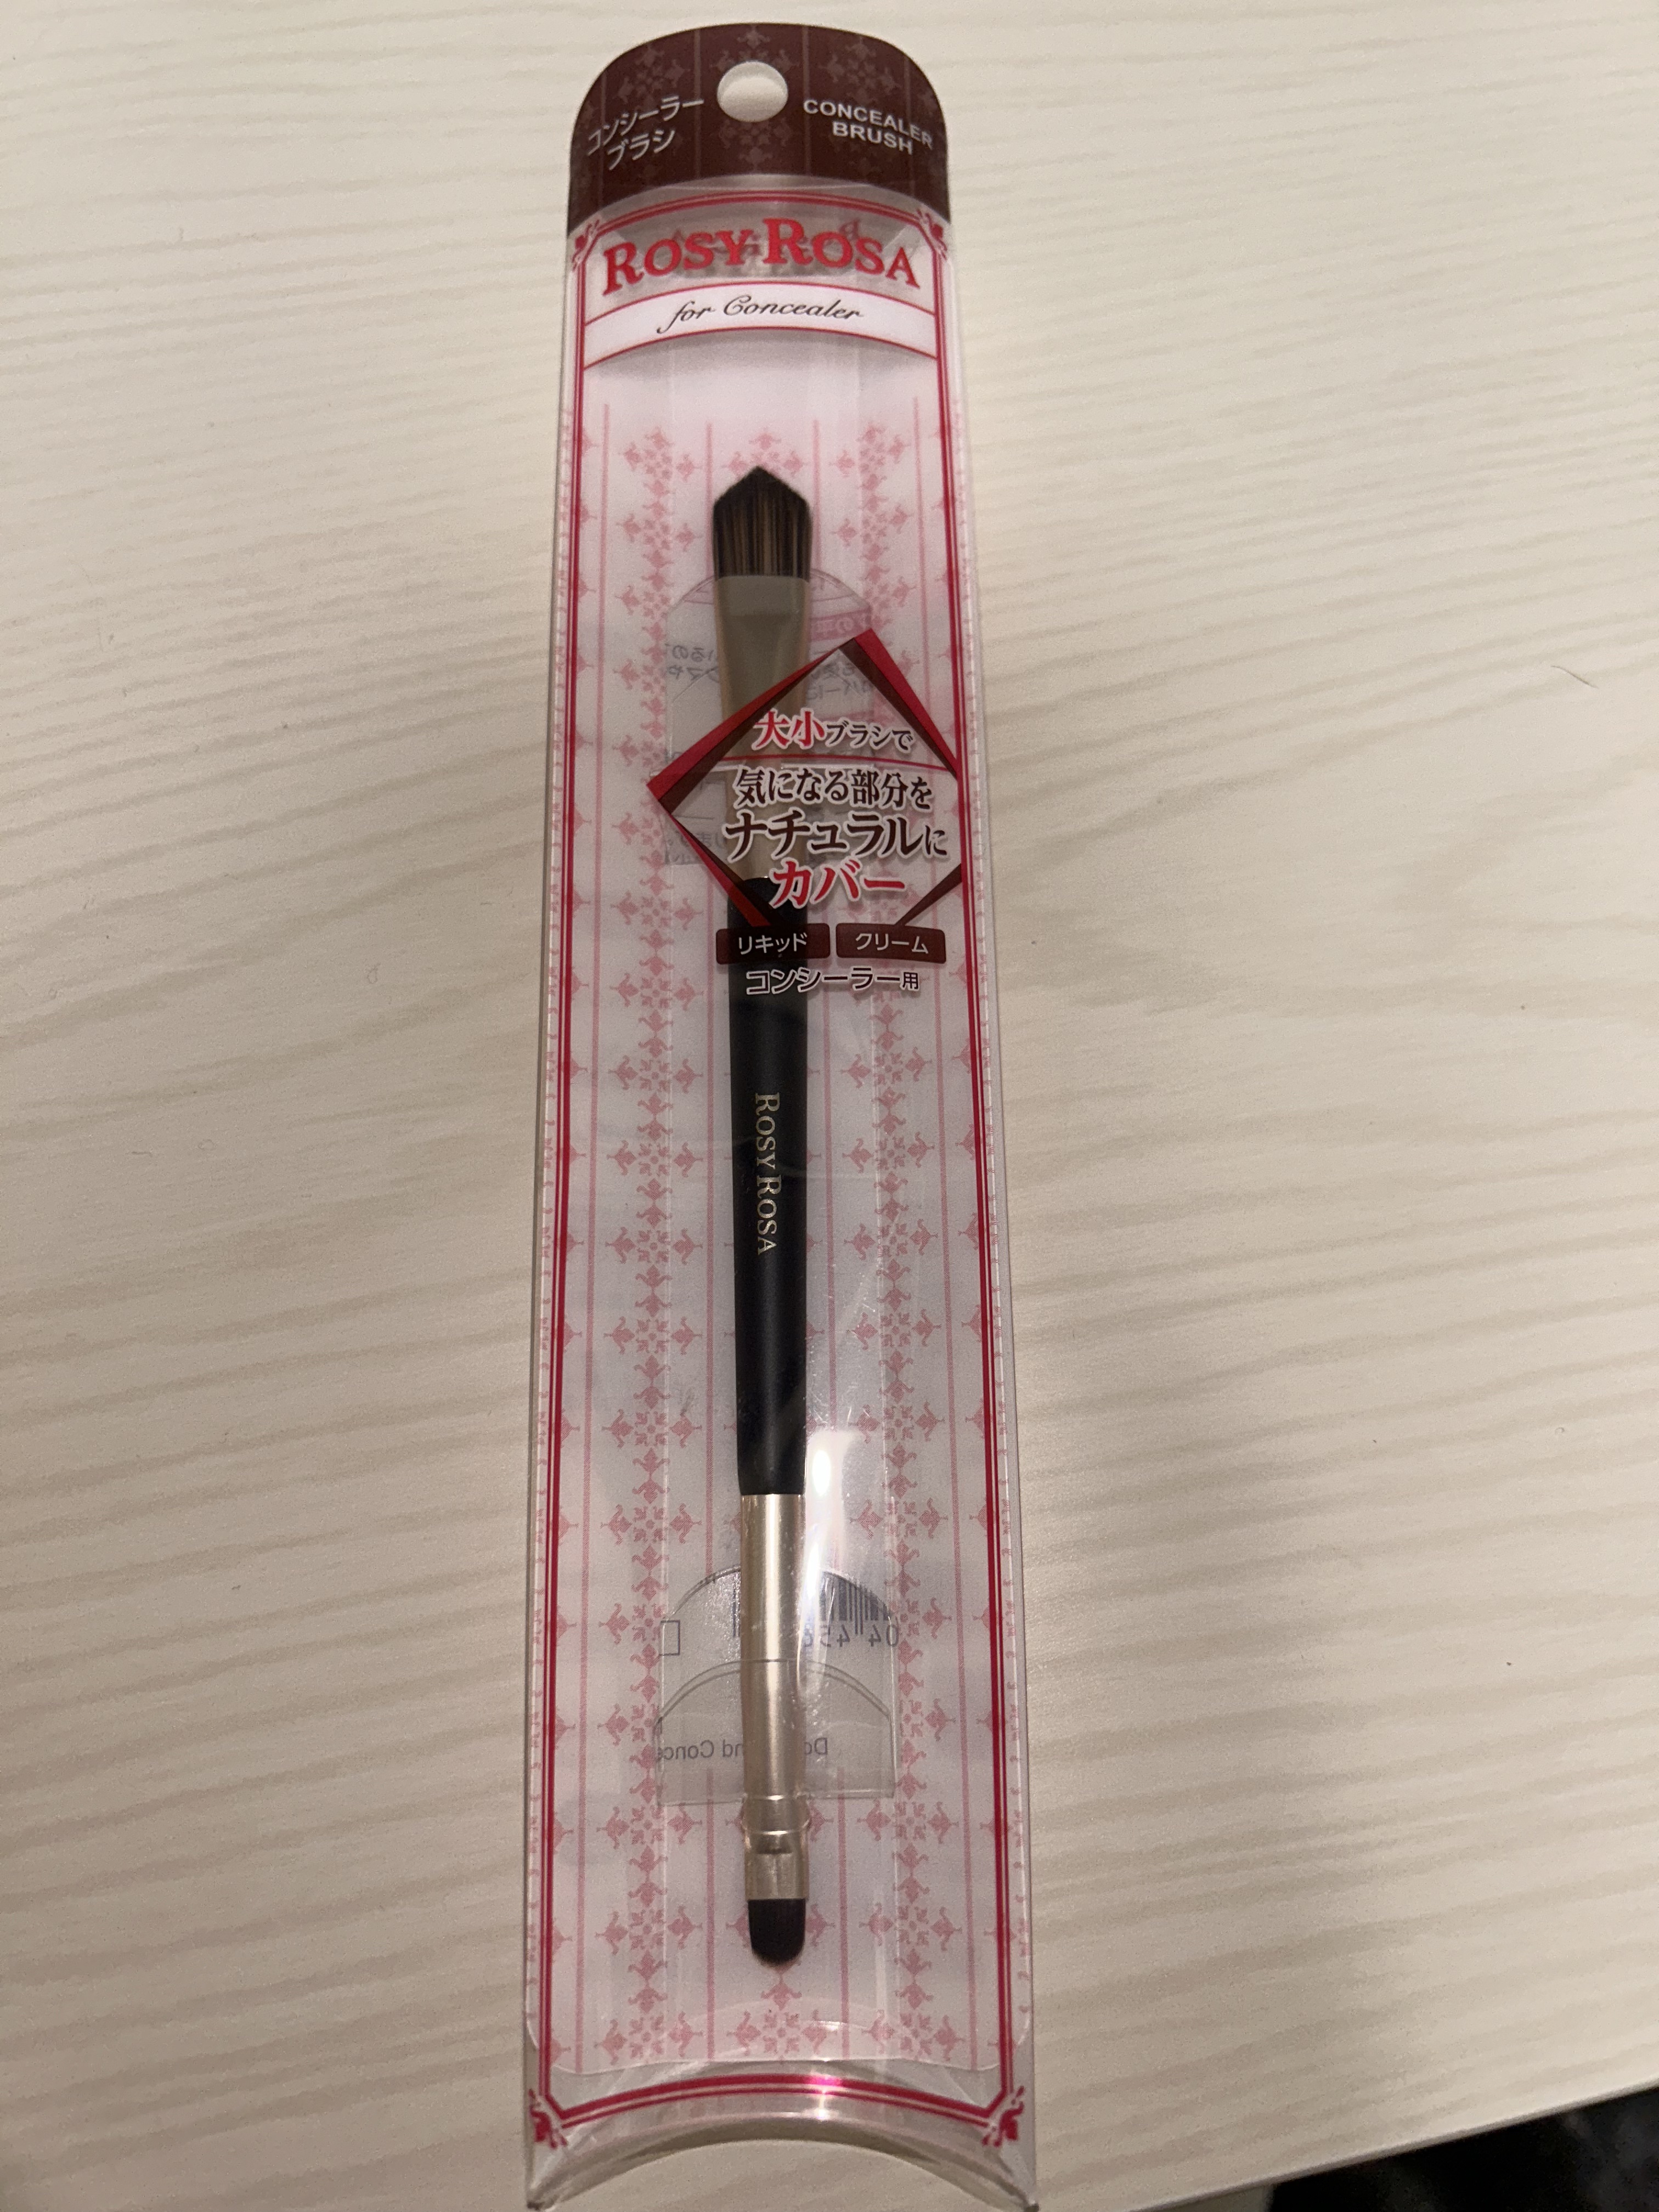 コンシーラー
ブラシ
CONCEALER
BRUSH
ROSY ROSA
for Concealer
大小ブラシで
気になる部分を
ナチュラルに
カバー
リキッド クリーム
コンシーラー用
ROSY ROSA